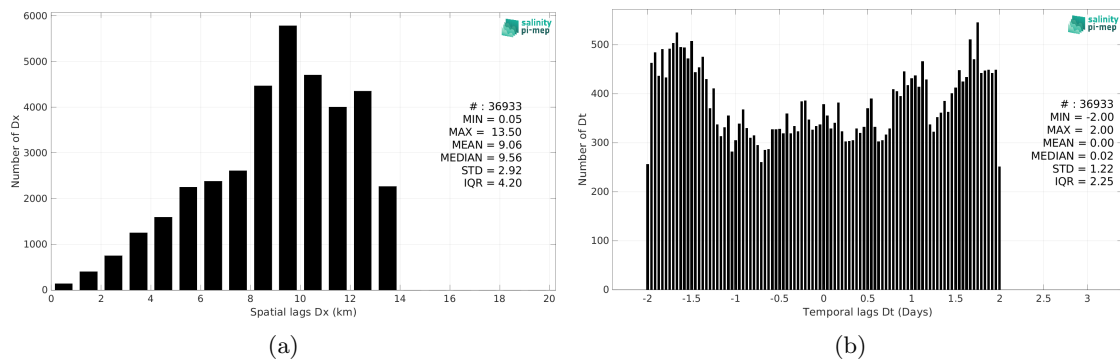 6000
5000
4000
3000
2000
1000
0
Number of Dx
0 2 4 6 8 10 12 14 16 18 20
Spatial lags Dx (km)
salinity
pi-mep
# : 36933
MIN = 0.05
MAX = 13.50
MEAN = 9.06
MEDIAN = 9.56
STD = 2.92
IQR = 4.20
(a)
500
400
300
200
100
0
Number of Dt
-2 -1.5 -1 -0.5 0 0.5 1 1.5 2 2.5 3
Temporal lags Dt (Days)
salinity
pi-mep
# : 36933
MIN = -2.00
MAX = 2.00
MEAN = 0.00
MEDIAN = 0.02
STD = 1.22
IQR = 2.25
(b)